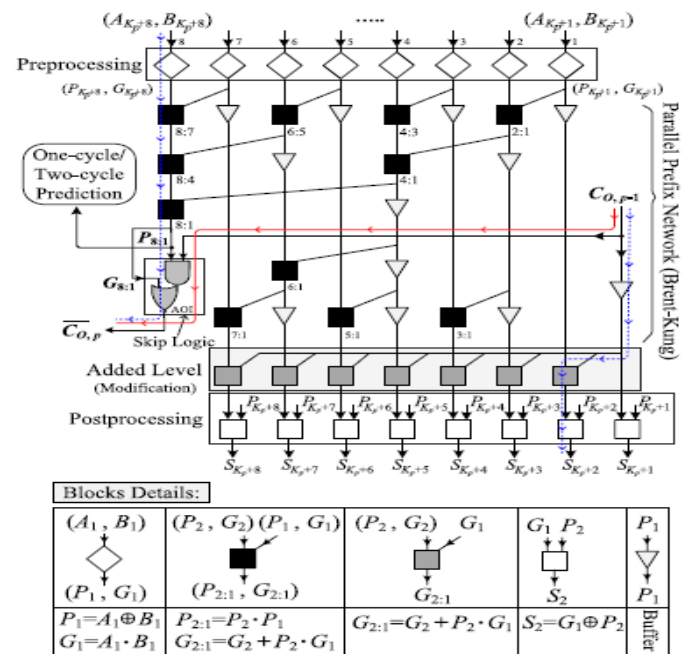 (A_{K_p+8}, B_{K_p+8}) ..... (A_{K_p+1}, B_{K_p+1})
8 7 6 5 4 3 2 1
Preprocessing
(P_{K_p+8}, G_{K_p+8}) (P_{K_p+1}, G_{K_p+1})
8:7 6:5 4:3 2:1
One-cycle/
Two-cycle
Prediction
8:4 4:1
8:1
C_{O,p-1}
P_{8:1}
G_{8:1}
6:1
AOI
7:1 5:1 3:1
\overline{C_{O,p}}
Skip Logic
Parallel Prefix Network (Brent-Kung)
Added Level
(Modification)
Postprocessing
P_{K_p+8} P_{K_p+7} P_{K_p+6} P_{K_p+5} P_{K_p+4} P_{K_p+3} P_{K_p+2} P_{K_p+1}
S_{K_p+8} S_{K_p+7} S_{K_p+6} S_{K_p+5} S_{K_p+4} S_{K_p+3} S_{K_p+2} S_{K_p+1}
Blocks Details:
(A_1, B_1) (P_2, G_2) (P_1, G_1) (P_2, G_2) G_1 G_1 P_2 P_1
(P_1, G_1) (P_{2:1}, G_{2:1}) G_{2:1} S_2 P_1
P_1=A_1⊕B_1 P_{2:1}=P_2·P_1 G_{2:1}=G_2+P_2·G_1 S_2=G_1⊕P_2 Buffer
G_1=A_1·B_1 G_{2:1}=G_2+P_2·G_1